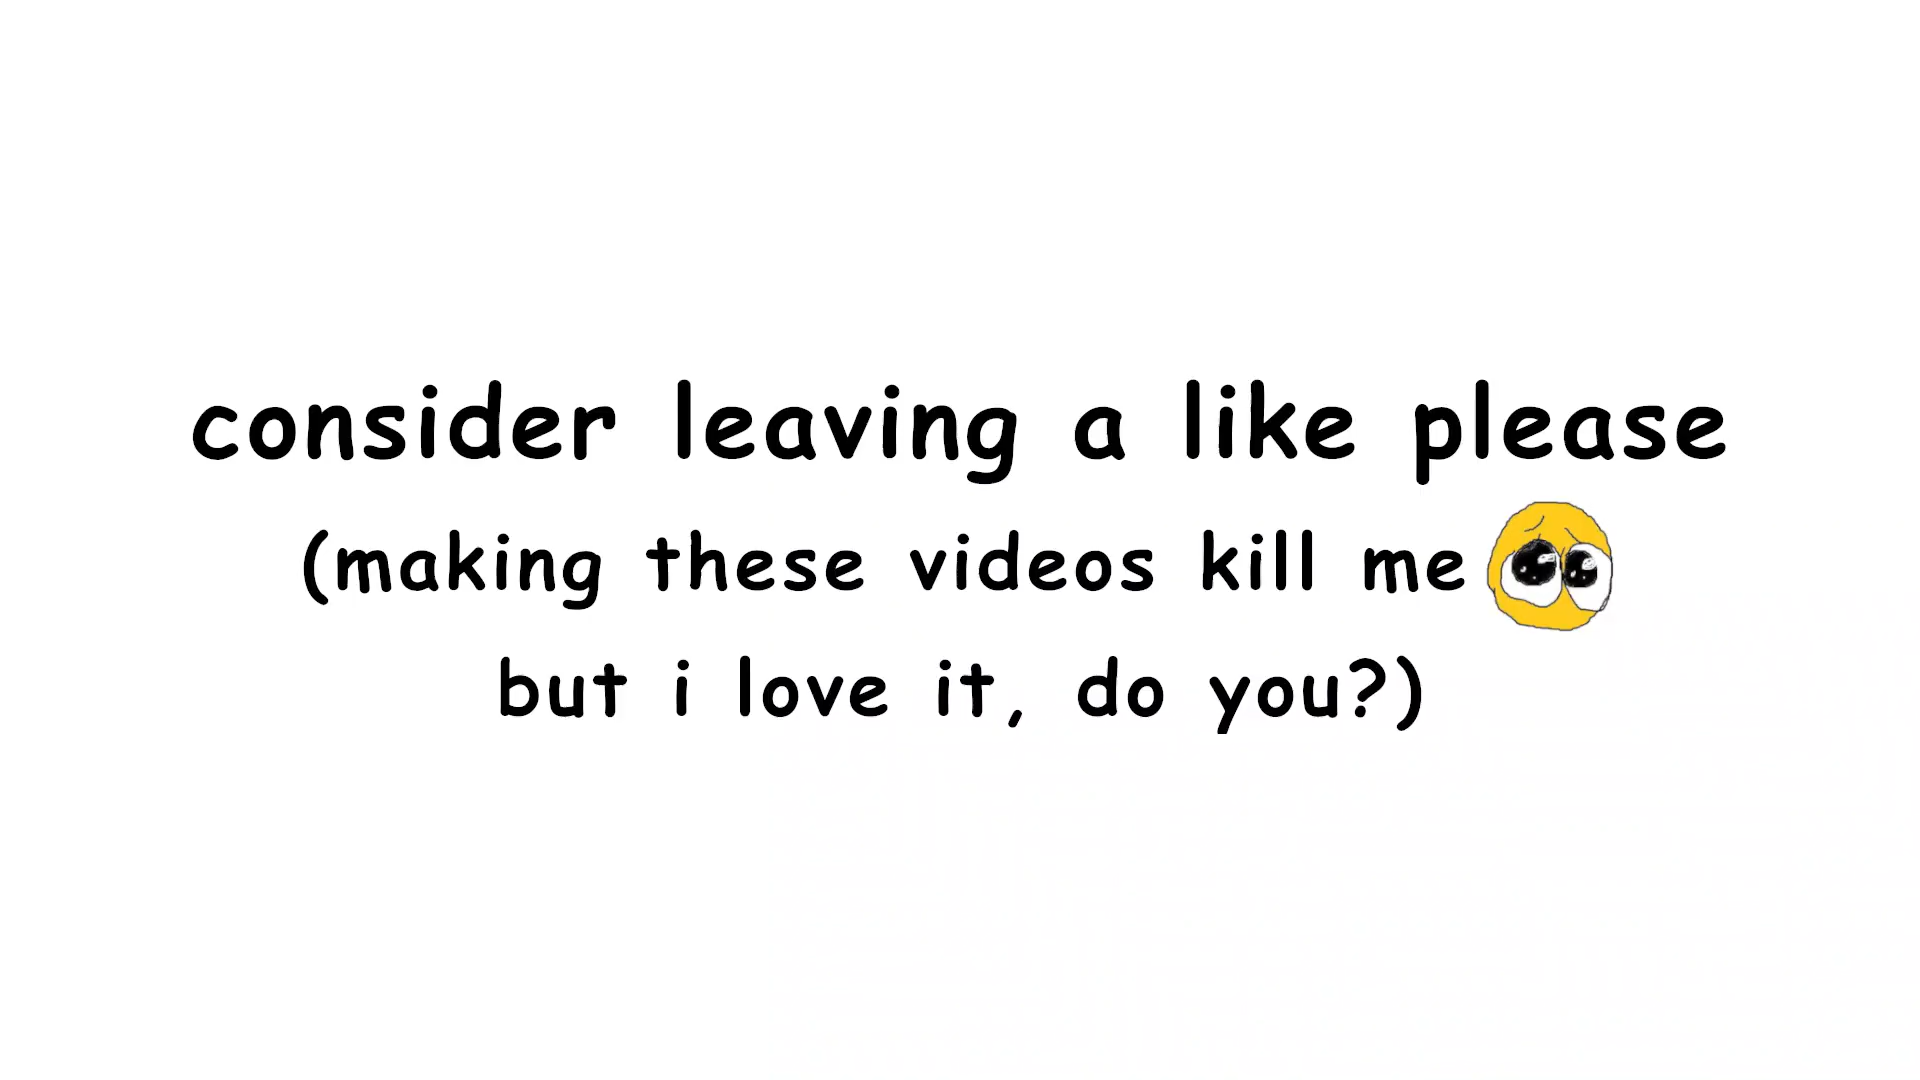 consider leaving a like please
(making these videos kill me
but i love it, do you?)